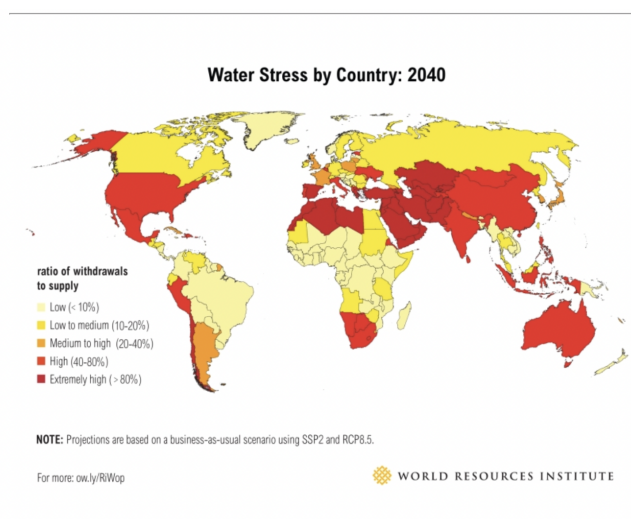 Water Stress by Country: 2040
ratio of withdrawals
to supply
Low (< 10%)
Low to medium (10-20%)
Medium to high (20-40%)
High (40-80%)
Extremely high (> 80%)
NOTE: Projections are based on a business-as-usual scenario using SSP2 and RCP8.5.
For more: ow.ly/RiWop
WORLD RESOURCES INSTITUTE